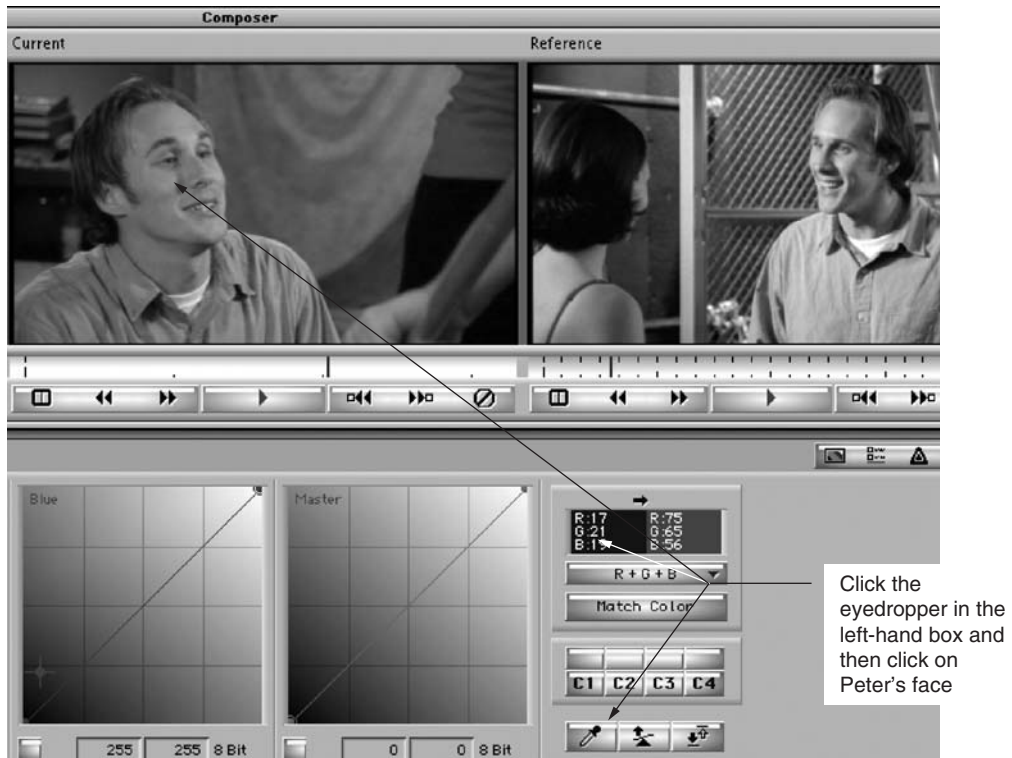 Composer
Current
Reference
Blue
Master
R:17 R:75
G:21 G:65
B:19 B:56
R + G + B
Match Color
C1 C2 C3 C4
255 255 8 Bit
0 0 8 Bit
Click the
eyedropper in the
left-hand box and
then click on
Peter's face